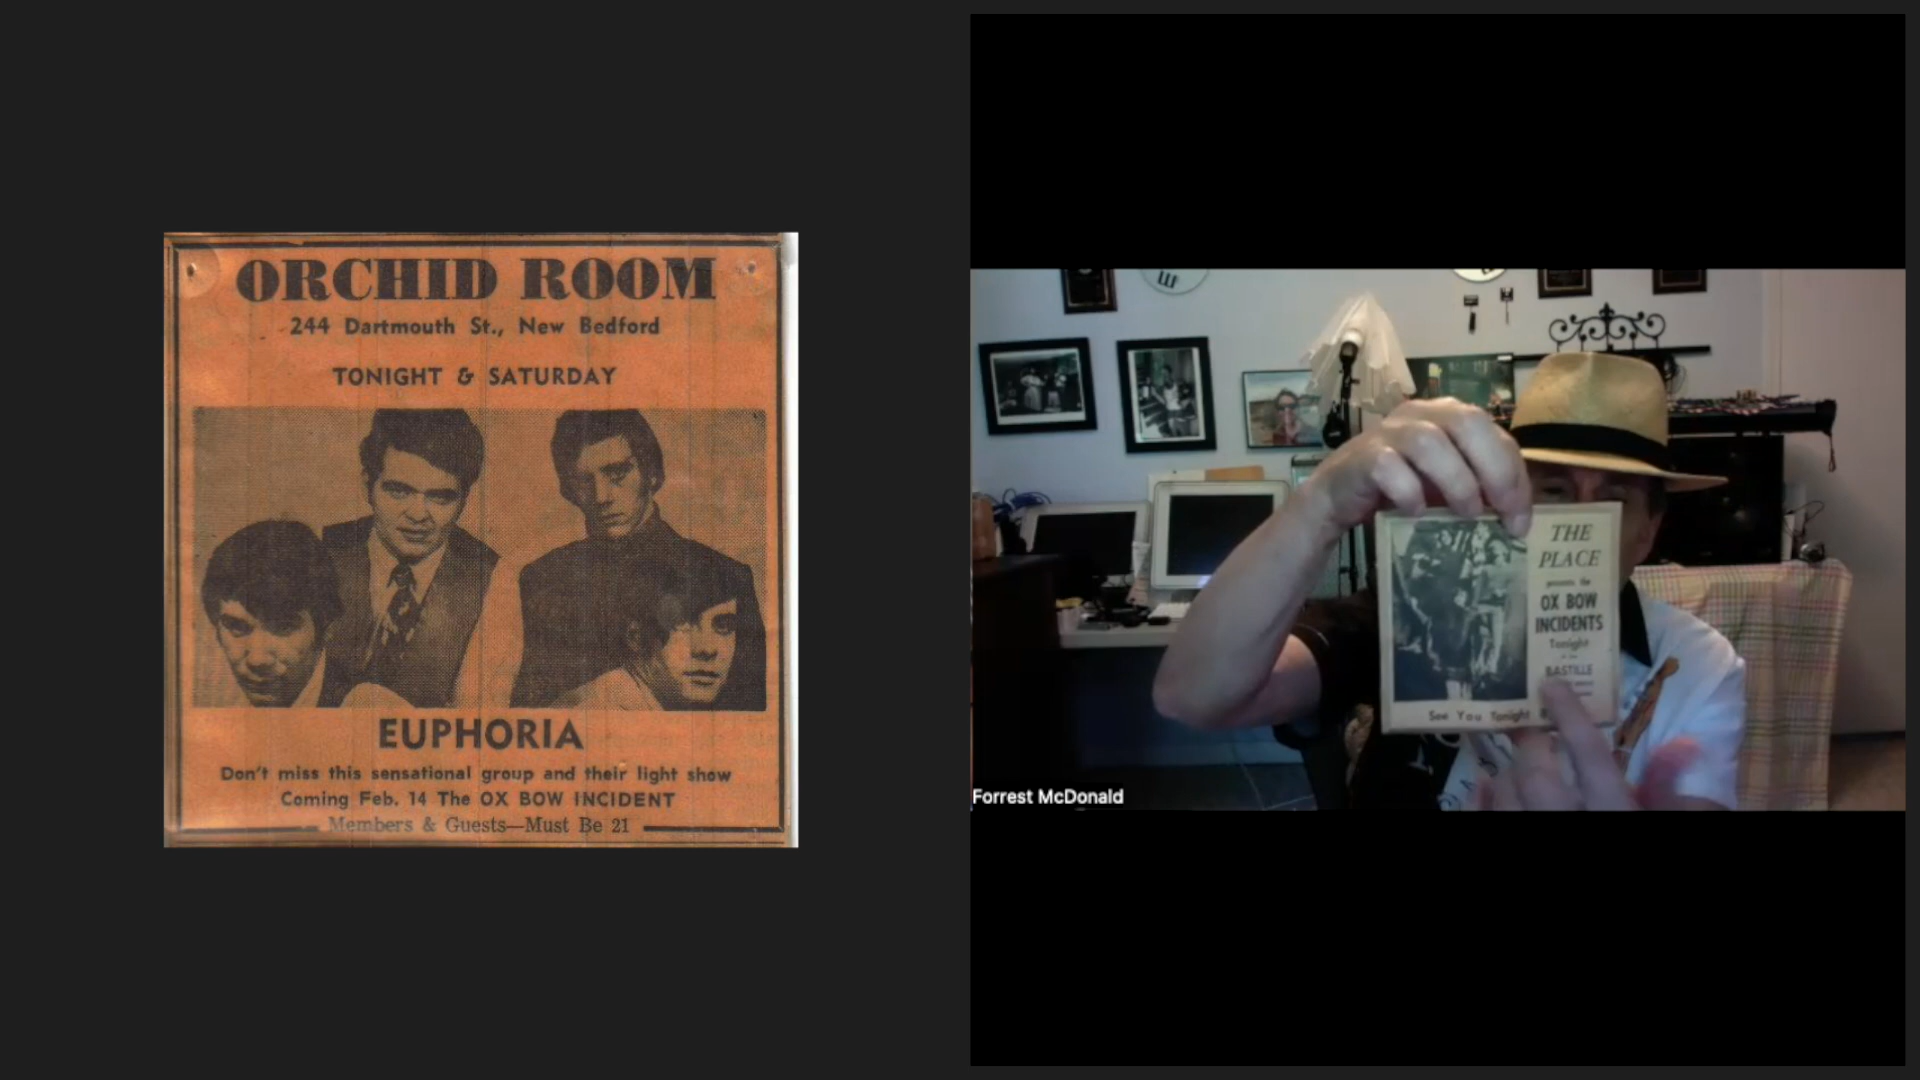 ORCHID ROOM
244 Dartmouth St., New Bedford
TONIGHT & SATURDAY
EUPHORIA
Don't miss this sensational group and their light show
Coming Feb. 14 The OX BOW INCIDENT
Members & Guests—Must Be 21
THE
PLACE
presents the
OX BOW
INCIDENTS
Tonight
BASTILLE
See You Tonight
Forrest McDonald